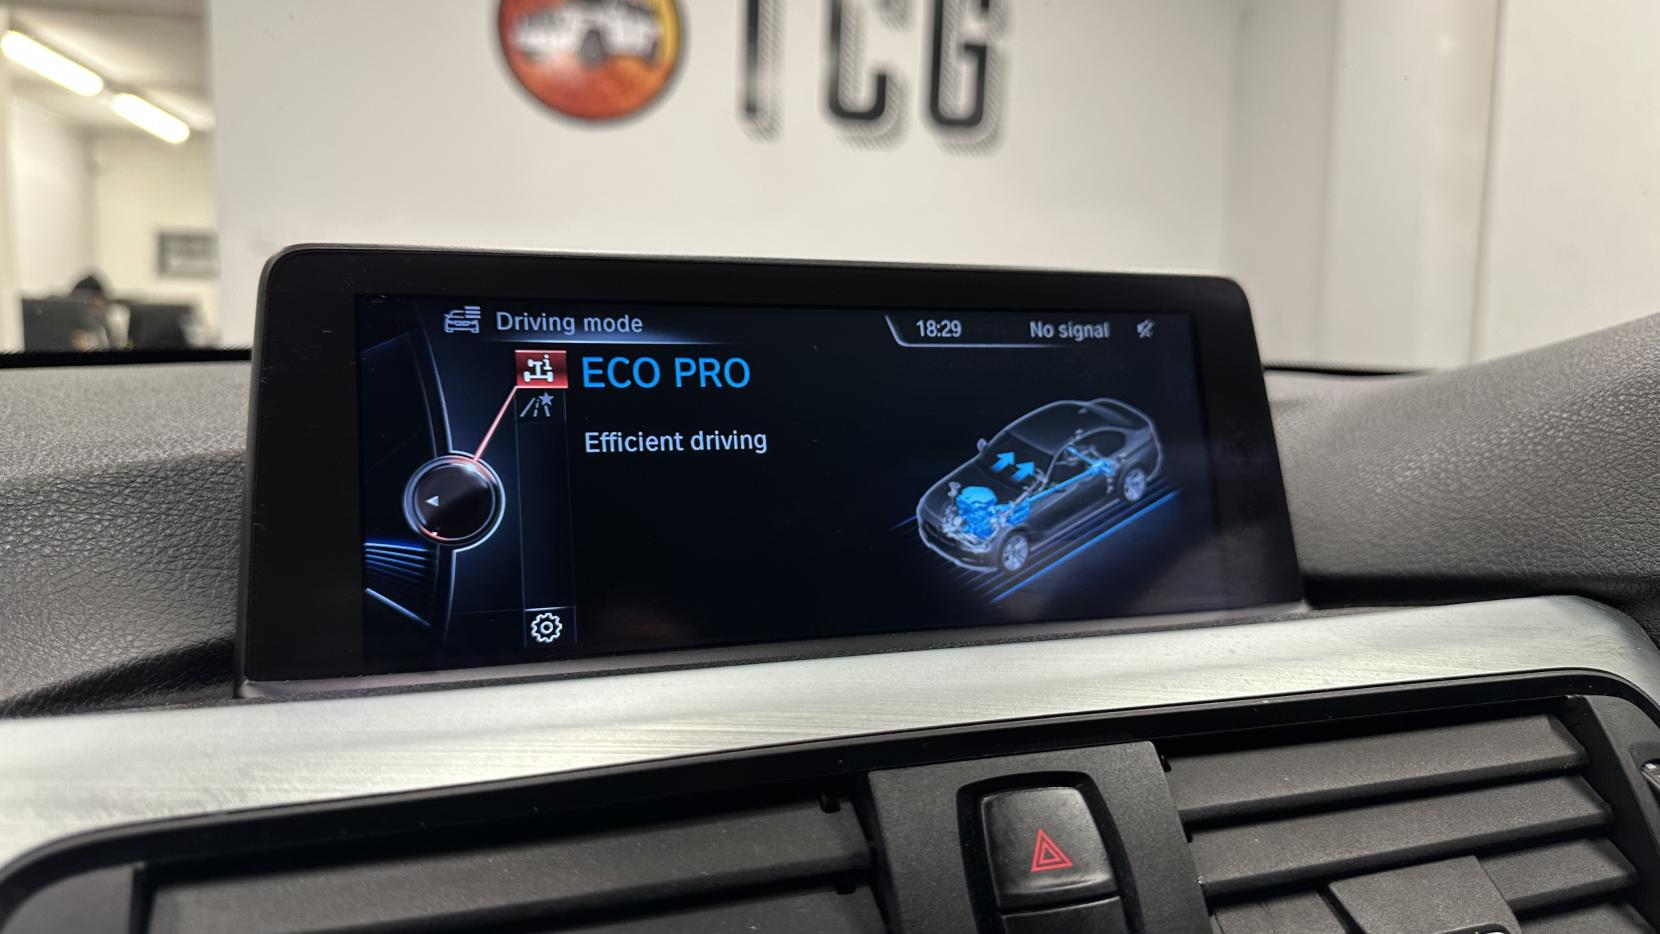 TCG
Driving mode
18:29
No signal
ECO PRO
Efficient driving